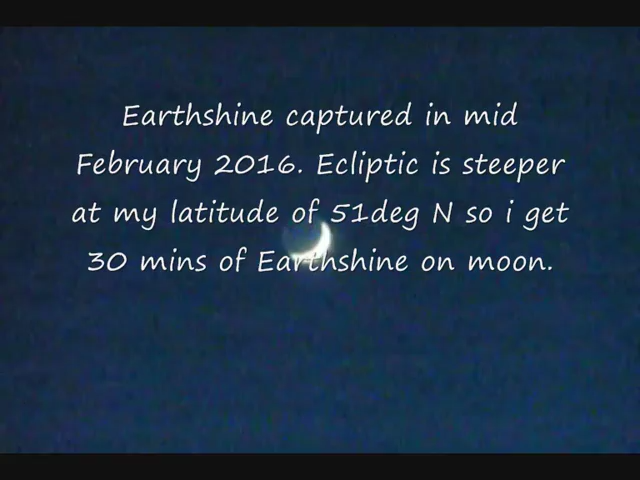 Earthshine captured in mid
February 2016. Ecliptic is steeper
at my latitude of 51deg N so i get
30 mins of Earthshine on moon.